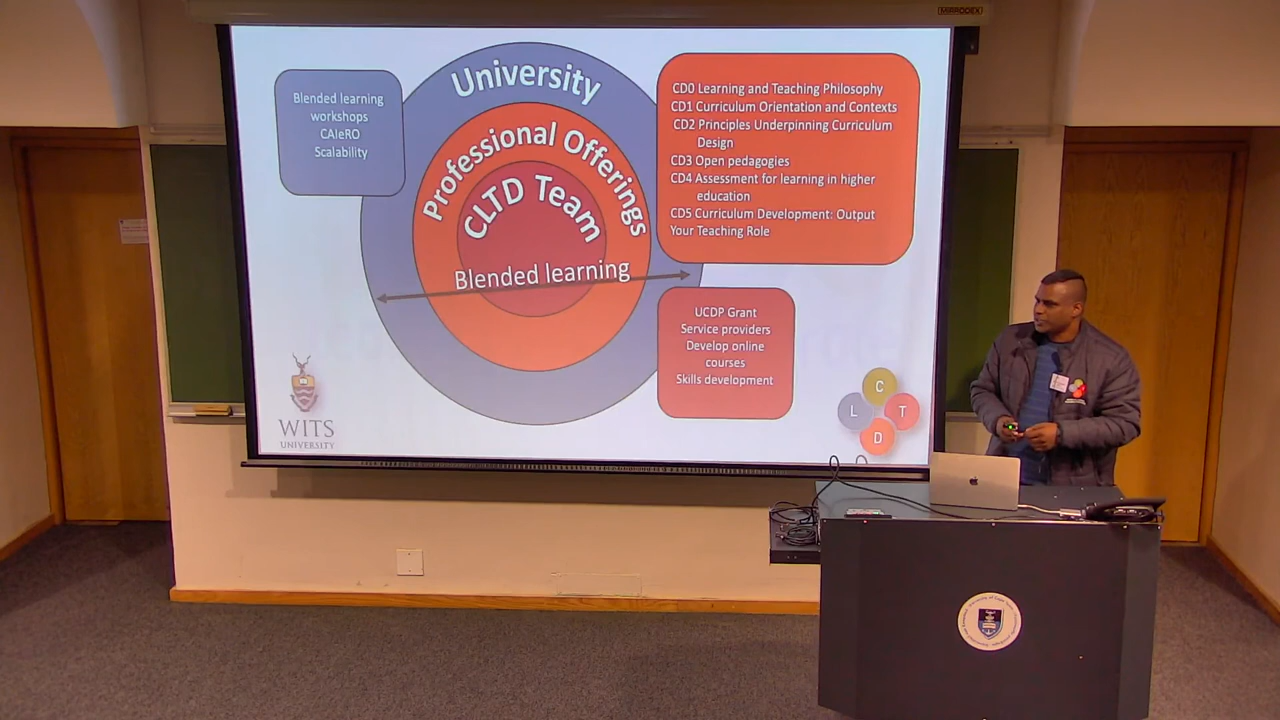 MIRRODEX
University
Professional Offerings
CLTD Team
Blended learning
Blended learning
workshops
CAIeRO
Scalability
CD0 Learning and Teaching Philosophy
CD1 Curriculum Orientation and Contexts
CD2 Principles Underpinning Curriculum
Design
CD3 Open pedagogies
CD4 Assessment for learning in higher
education
CD5 Curriculum Development: Output
Your Teaching Role
UCDP Grant
Service providers
Develop online
courses
Skills development
WITS
UNIVERSITY
C
L
T
D